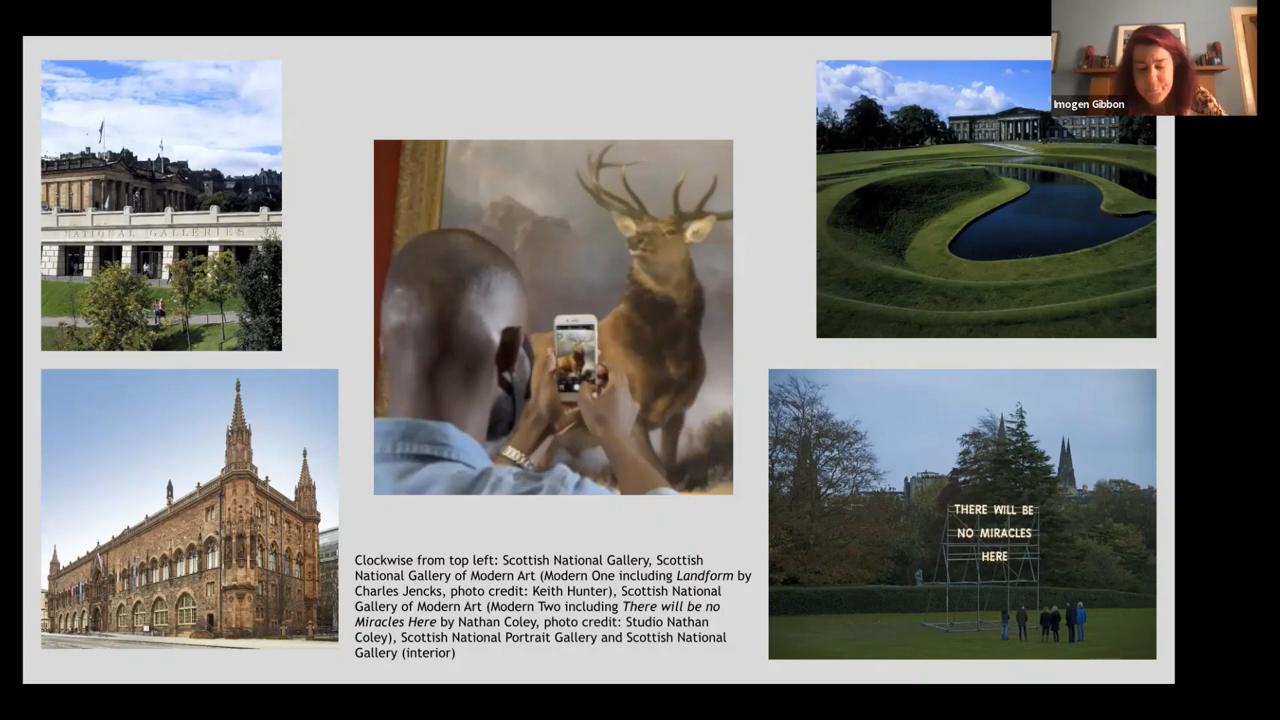 Imogen Gibbon
NATIONAL GALLERIES
THERE WILL BE
NO MIRACLES
HERE
Clockwise from top left: Scottish National Gallery, Scottish
National Gallery of Modern Art (Modern One including Landform by
Charles Jencks, photo credit: Keith Hunter), Scottish National
Gallery of Modern Art (Modern Two including There will be no
Miracles Here by Nathan Coley, photo credit: Studio Nathan
Coley), Scottish National Portrait Gallery and Scottish National
Gallery (interior)